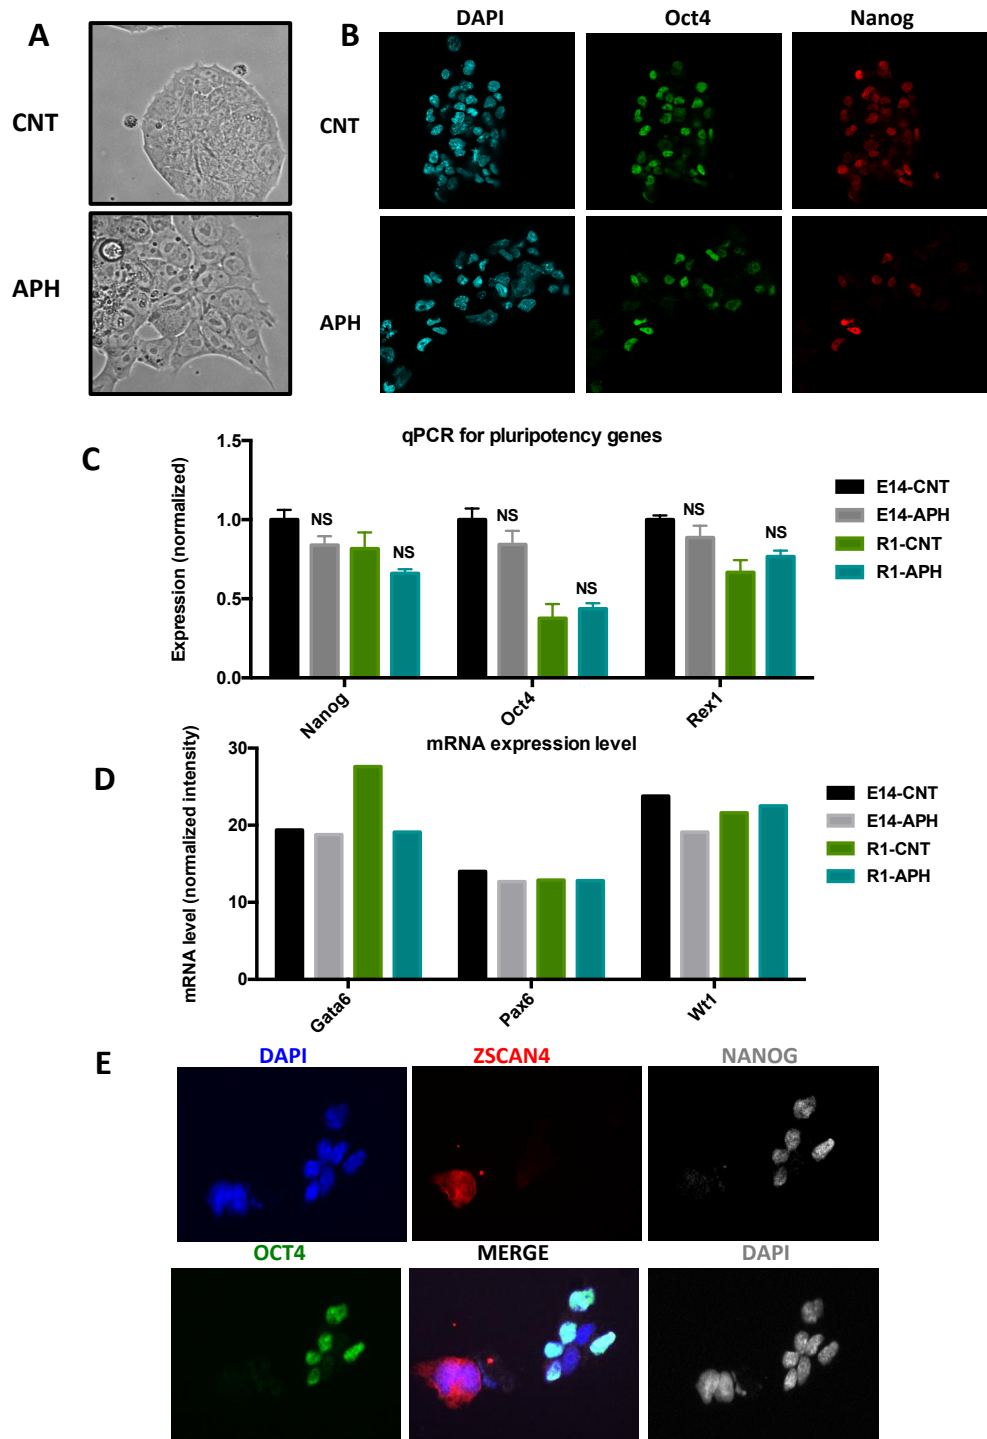 A
CNT
APH
B
DAPI
Oct4
Nanog
CNT
APH
C
qPCR for pluripotency genes
Expression (normalized)
1.5
1.0
0.5
0.0
NS
NS
NS
NS
NS
NS
Nanog
Oct4
Rex1
E14-CNT
E14-APH
R1-CNT
R1-APH
D
mRNA expression level
mRNA level (normalized intensity)
30
20
10
0
Gata6
Pax6
Wt1
E14-CNT
E14-APH
R1-CNT
R1-APH
E
DAPI
ZSCAN4
NANOG
OCT4
MERGE
DAPI